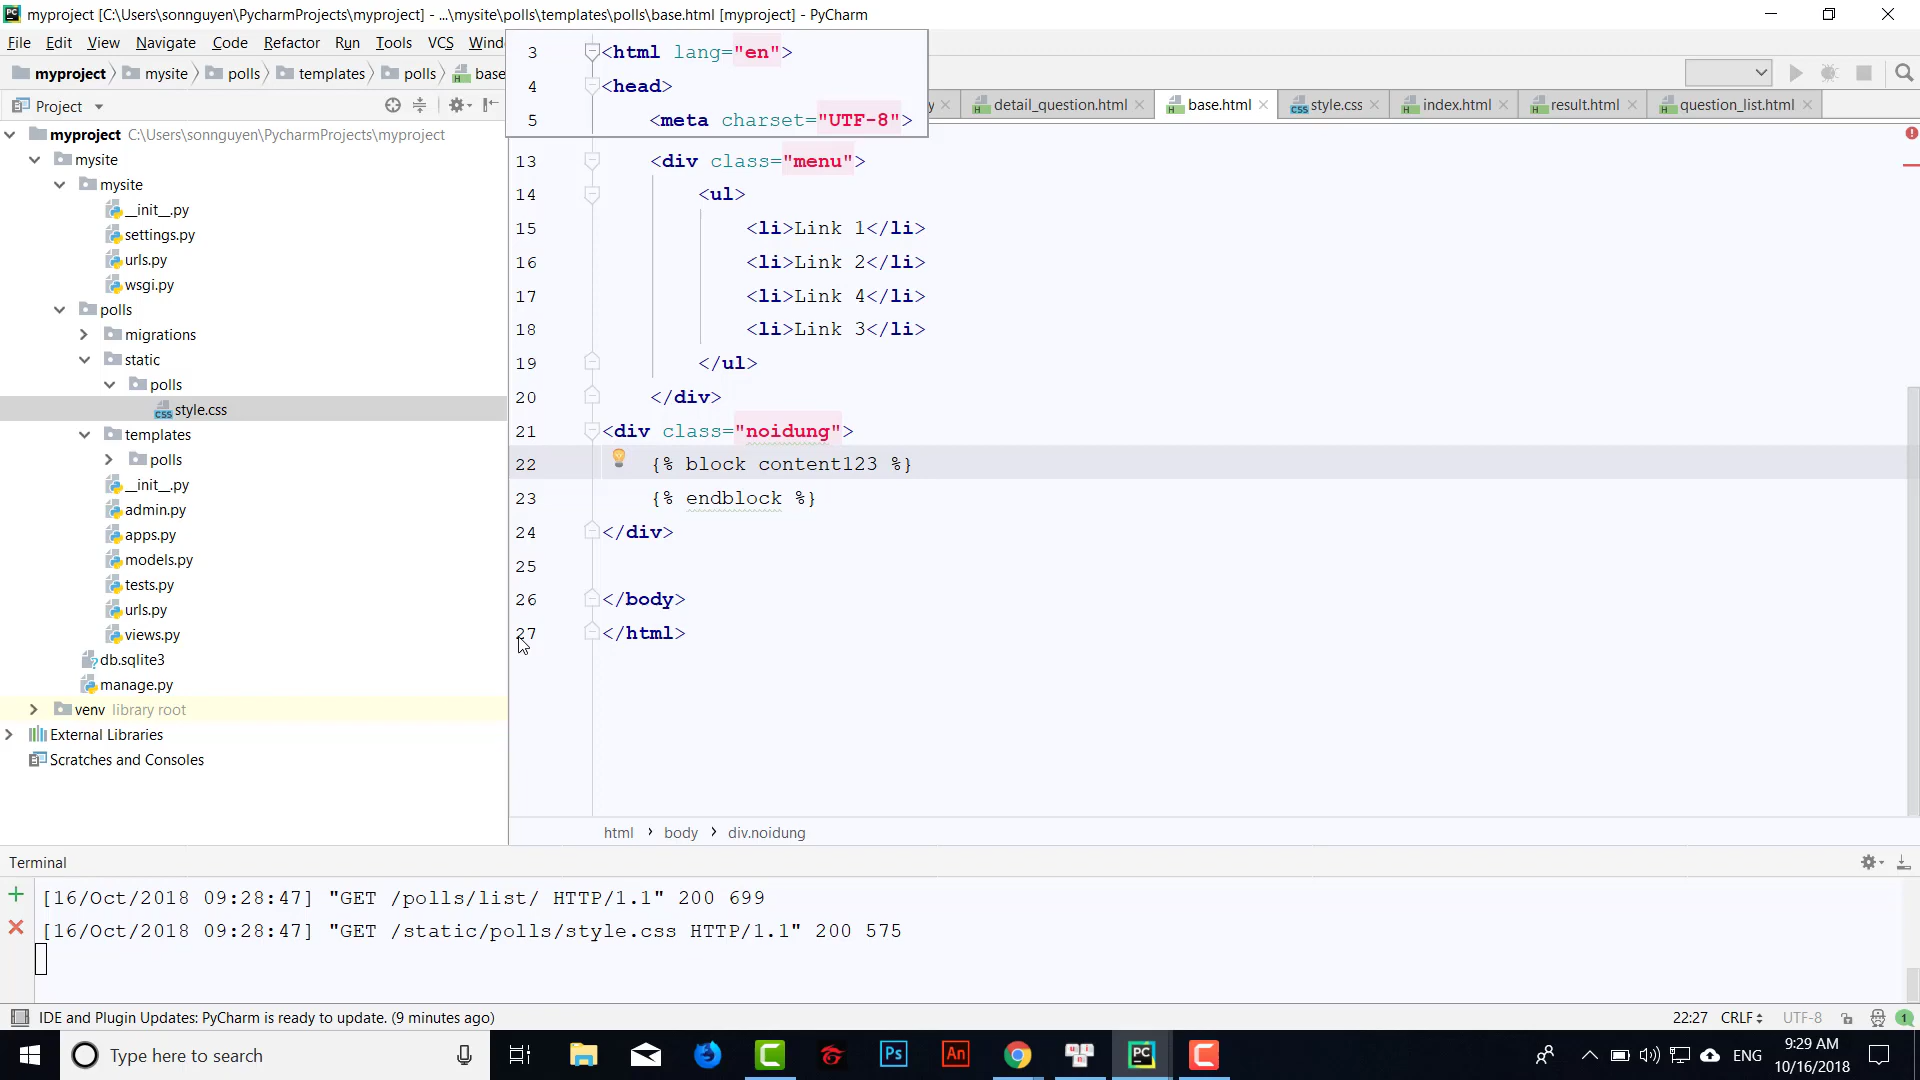 myproject [C:\Users\sonnguyen\PycharmProjects\myproject] - ...\mysite\polls\templates\polls\base.html [myproject] - PyCharm
File Edit View Navigate Code Refactor Run Tools VCS Wind
myproject mysite polls templates polls base
Project
detail_question.html base.html style.css index.html result.html question_list.html
myproject C:\Users\sonnguyen\PycharmProjects\myproject
mysite
mysite
__init__.py
settings.py
urls.py
wsgi.py
polls
migrations
static
polls
style.css
templates
polls
__init__.py
admin.py
apps.py
models.py
tests.py
urls.py
views.py
db.sqlite3
manage.py
venv library root
External Libraries
Scratches and Consoles
3 <html lang="en">
4 <head>
5 <meta charset="UTF-8">
13 <div class="menu">
14 <ul>
15 <li>Link 1</li>
16 <li>Link 2</li>
17 <li>Link 4</li>
18 <li>Link 3</li>
19 </ul>
20 </div>
21 <div class="noidung">
22 {% block content123 %}
23 {% endblock %}
24 </div>
25
26 </body>
27 </html>
html › body › div.noidung
Terminal
[16/Oct/2018 09:28:47] "GET /polls/list/ HTTP/1.1" 200 699
[16/Oct/2018 09:28:47] "GET /static/polls/style.css HTTP/1.1" 200 575
IDE and Plugin Updates: PyCharm is ready to update. (9 minutes ago)
22:27 CRLF UTF-8 1
Type here to search
Ps An PC
ENG
9:29 AM
10/16/2018